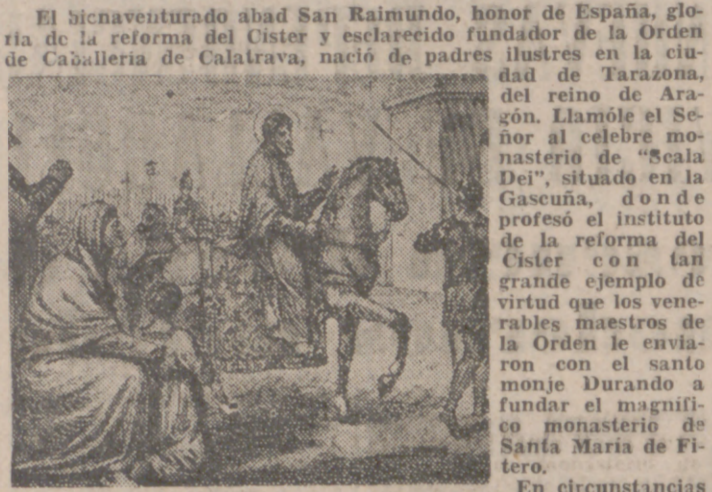 El bienaventurado abad San Raimundo, honor de España, glo-
ria de la reforma del Cister y esclarecido fundador de la Orden
de Caballeria de Calatrava, nació de padres ilustres en la ciu-
dad de Tarazona,
del reino de Ara-
gón. Llamóle el Se-
ñor al celebre mo-
nasterio de "Scala
Dei", situado en la
Gascuña, donde
profesó el instituto
de la reforma del
Cister con tan
grande ejemplo de
virtud que los vene-
rables maestros de
la Orden le envia-
ron con el santo
monje Durando a
fundar el magnífi-
co monasterio de
Santa María de Fi-
tero.
En circunstancias